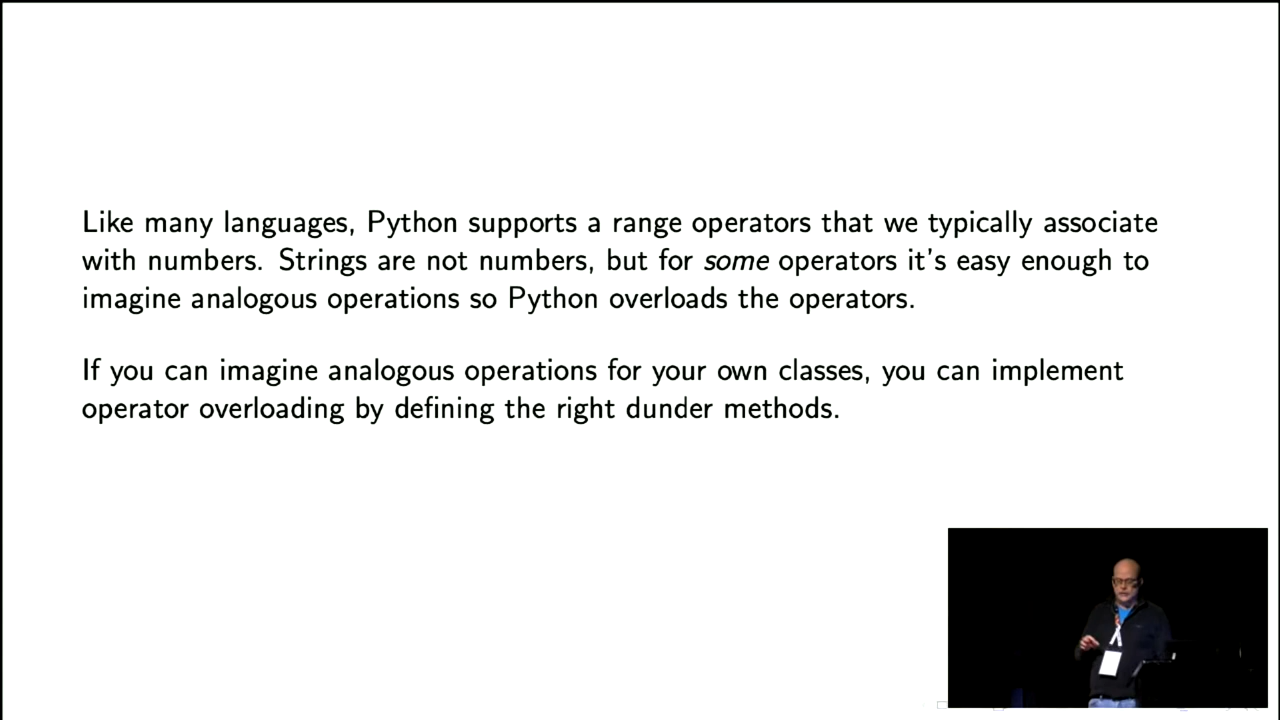 Like many languages, Python supports a range operators that we typically associate
with numbers. Strings are not numbers, but for some operators it's easy enough to
imagine analogous operations so Python overloads the operators.
If you can imagine analogous operations for your own classes, you can implement
operator overloading by defining the right dunder methods.